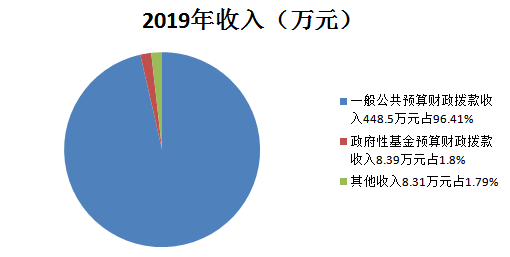 2019年收入（万元）
一般公共预算财政拨款收
入448.5万元占96.41%
政府性基金预算财政拨款
收入8.39万元占1.8%
其他收入8.31万元占1.79%